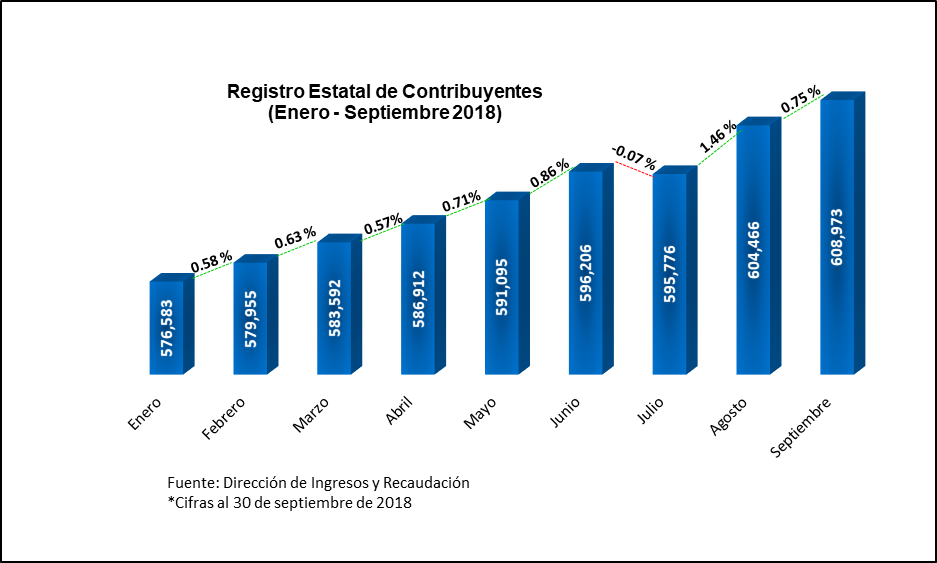 Registro Estatal de Contribuyentes
(Enero - Septiembre 2018)
0.58 %
0.63 %
0.57%
0.71%
0.86 %
-0.07 %
1.46 %
0.75 %
576,583
579,955
583,592
586,912
591,095
596,206
595,776
604,466
608,973
Enero
Febrero
Marzo
Abril
Mayo
Junio
Julio
Agosto
Septiembre
Fuente: Dirección de Ingresos y Recaudación
*Cifras al 30 de septiembre de 2018